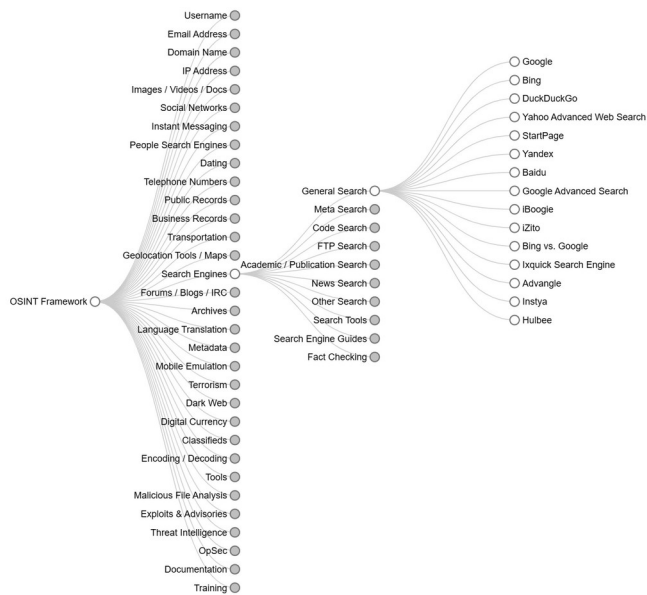 OSINT Framework
Username
Email Address
Domain Name
IP Address
Images / Videos / Docs
Social Networks
Instant Messaging
People Search Engines
Dating
Telephone Numbers
Public Records
Business Records
Transportation
Geolocation Tools / Maps
Search Engines
Forums / Blogs / IRC
Archives
Language Translation
Metadata
Mobile Emulation
Terrorism
Dark Web
Digital Currency
Classifieds
Encoding / Decoding
Tools
Malicious File Analysis
Exploits & Advisories
Threat Intelligence
OpSec
Documentation
Training
General Search
Meta Search
Code Search
FTP Search
Academic / Publication Search
News Search
Other Search
Search Tools
Search Engine Guides
Fact Checking
Google
Bing
DuckDuckGo
Yahoo Advanced Web Search
StartPage
Yandex
Baidu
Google Advanced Search
iBoogie
iZito
Bing vs. Google
Ixquick Search Engine
Advangle
Instya
Hulbee